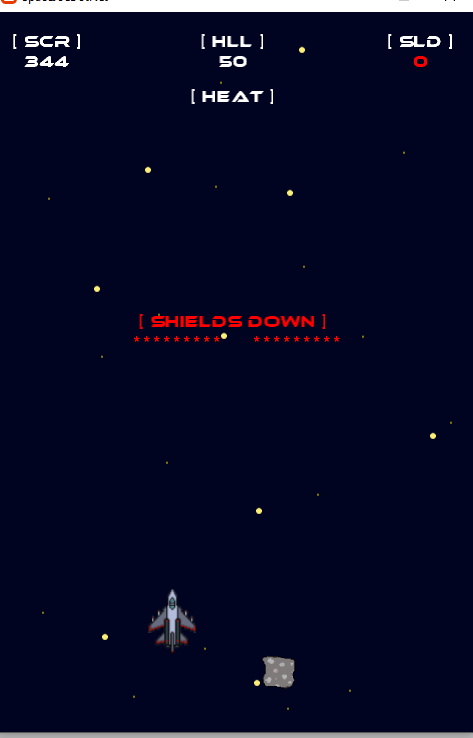 [ SCR ] [ HLL ] [ SLD ]
344 50 0
[ HEAT ]
[ SHIELDS DOWN ]
********* *********